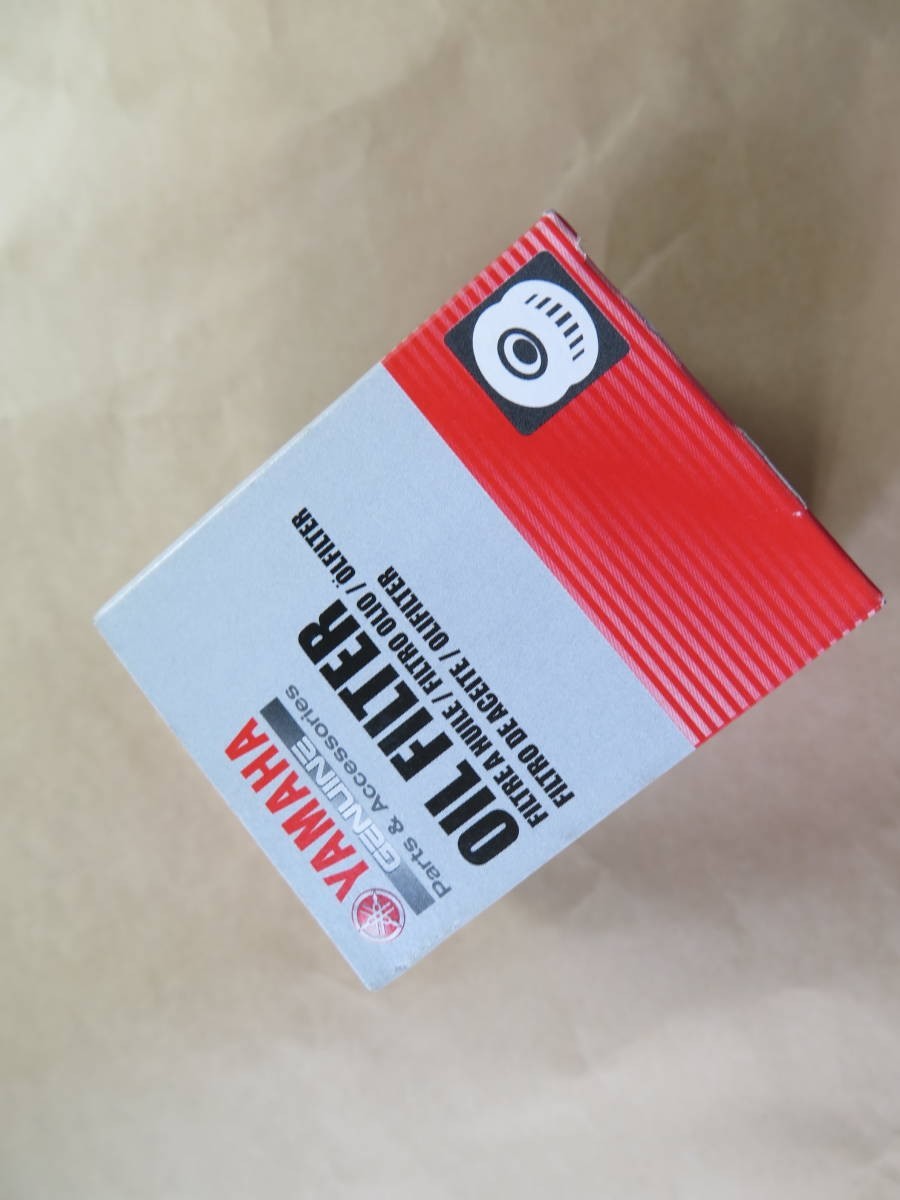 YAMAHA
GENUINE
Parts & Accessories
OIL FILTER
FILTRE A HUILE / FILTRO OLIO / ÖLFILTER
FILTRO DE ACEITE / OLIFILTER